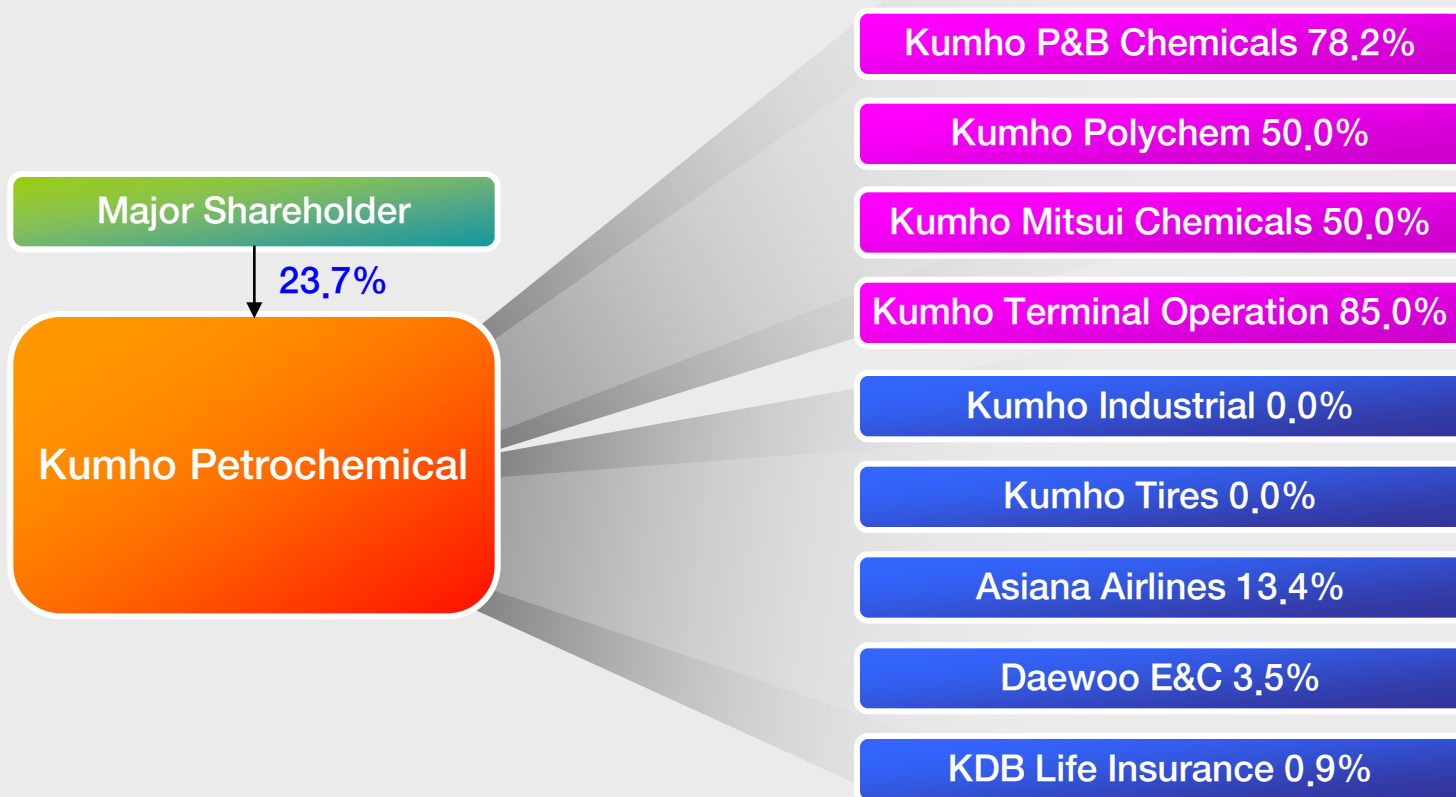 Major Shareholder
23.7%
Kumho Petrochemical
Kumho P&B Chemicals 78.2%
Kumho Polychem 50.0%
Kumho Mitsui Chemicals 50.0%
Kumho Terminal Operation 85.0%
Kumho Industrial 0.0%
Kumho Tires 0.0%
Asiana Airlines 13.4%
Daewoo E&C 3.5%
KDB Life Insurance 0.9%